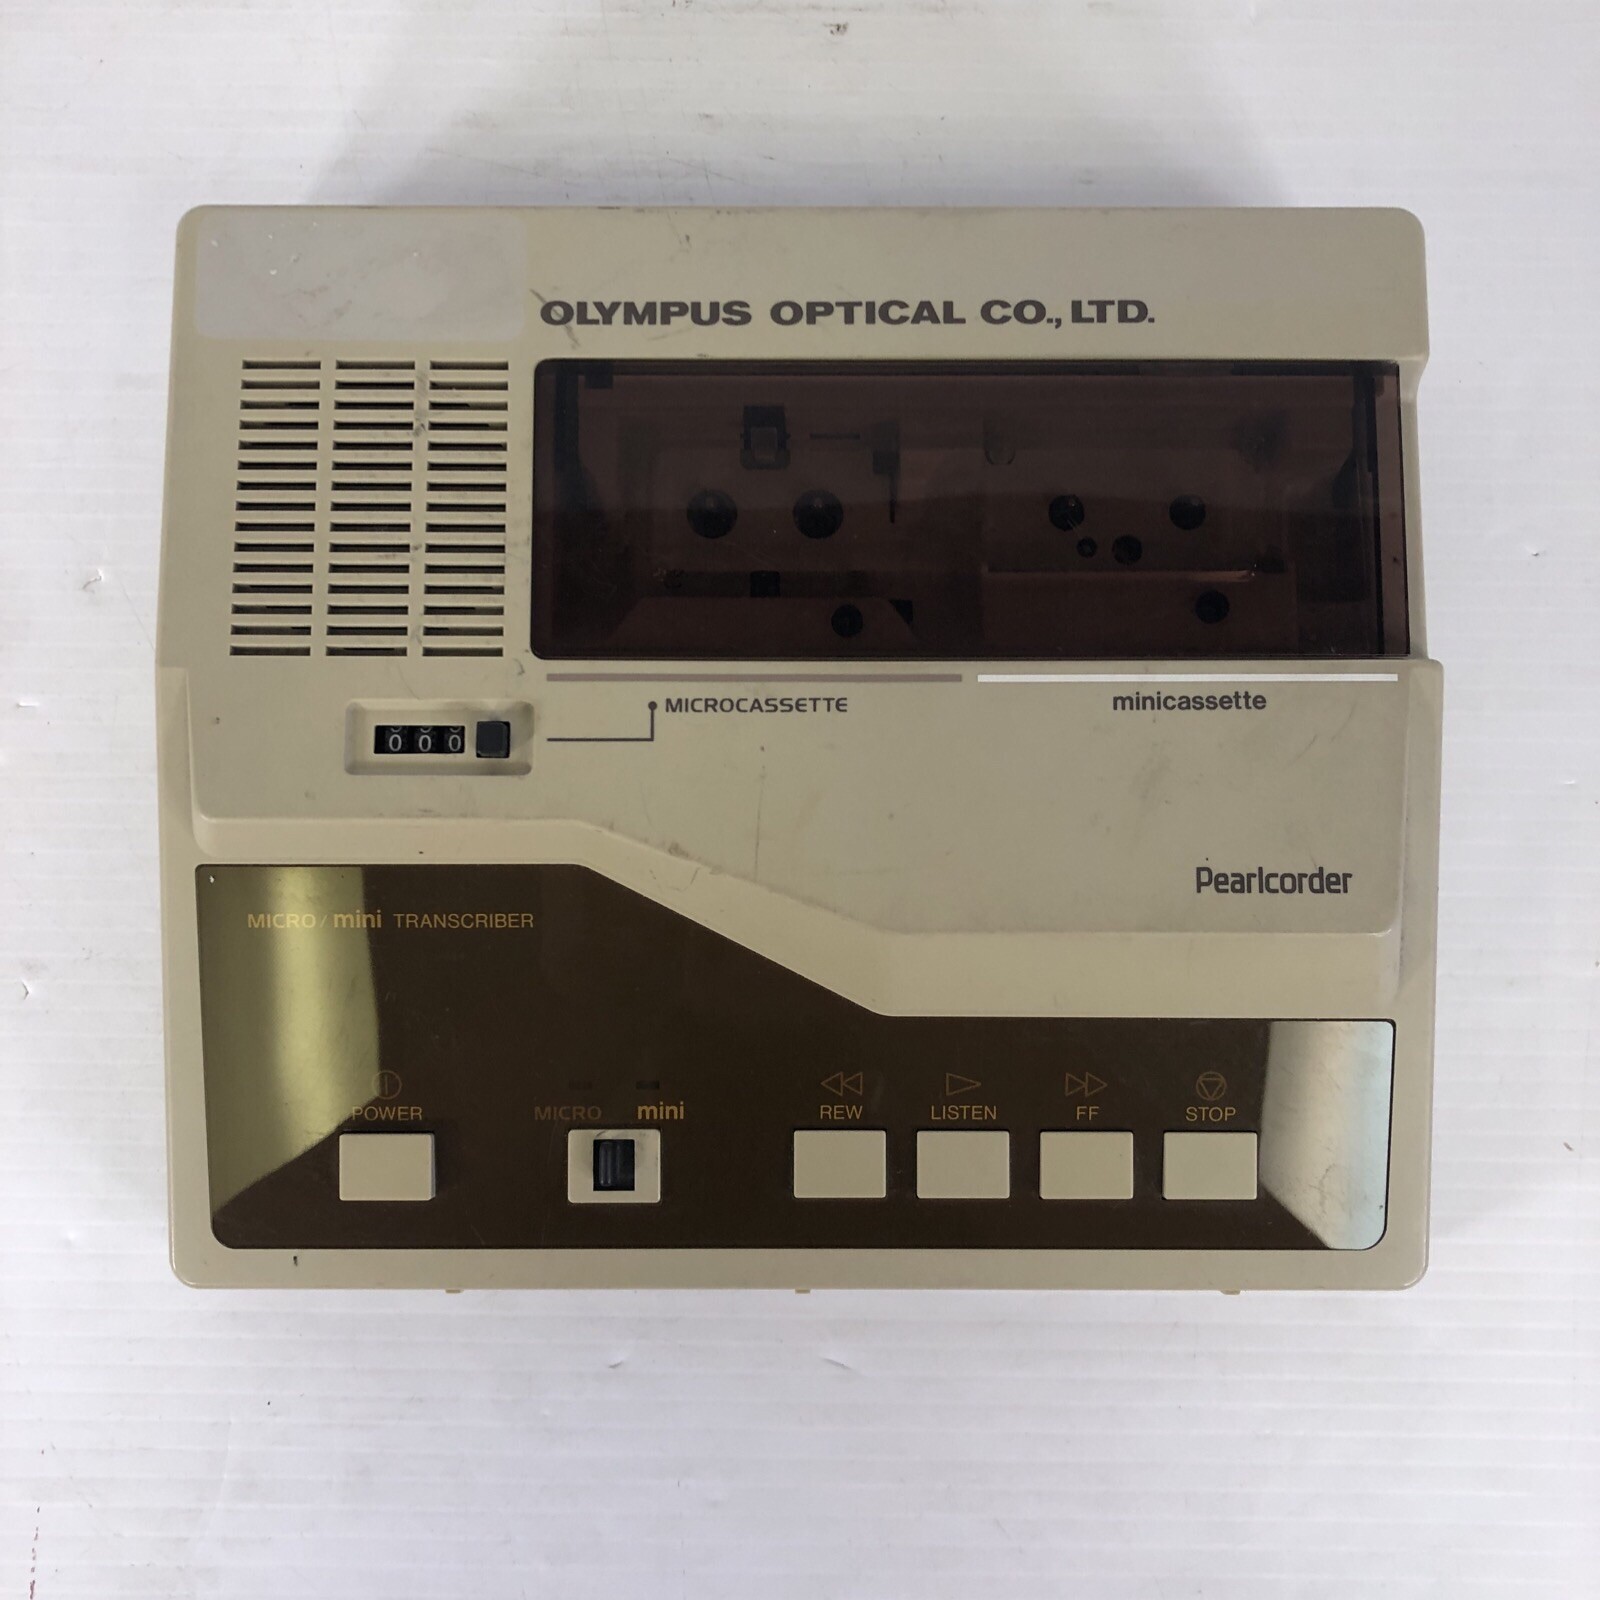 OLYMPUS OPTICAL CO., LTD.
MICROCASSETTE
minicassette
000
Pearlcorder
MICRO / mini TRANSCRIBER
POWER
MICRO mini
REW LISTEN FF STOP